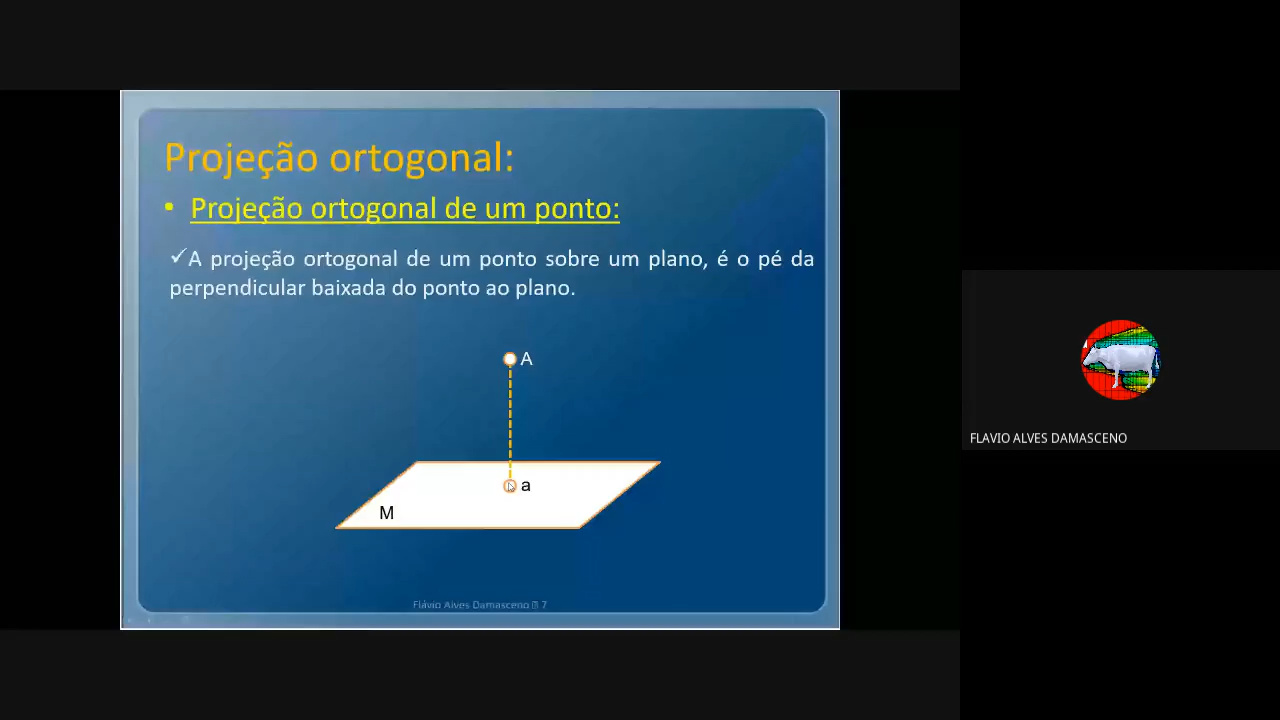 Projeção ortogonal:
• Projeção ortogonal de um ponto:
✓A projeção ortogonal de um ponto sobre um plano, é o pé da
perpendicular baixada do ponto ao plano.
A
a
M
Flávio Alves Damasceno 7
FLAVIO ALVES DAMASCENO